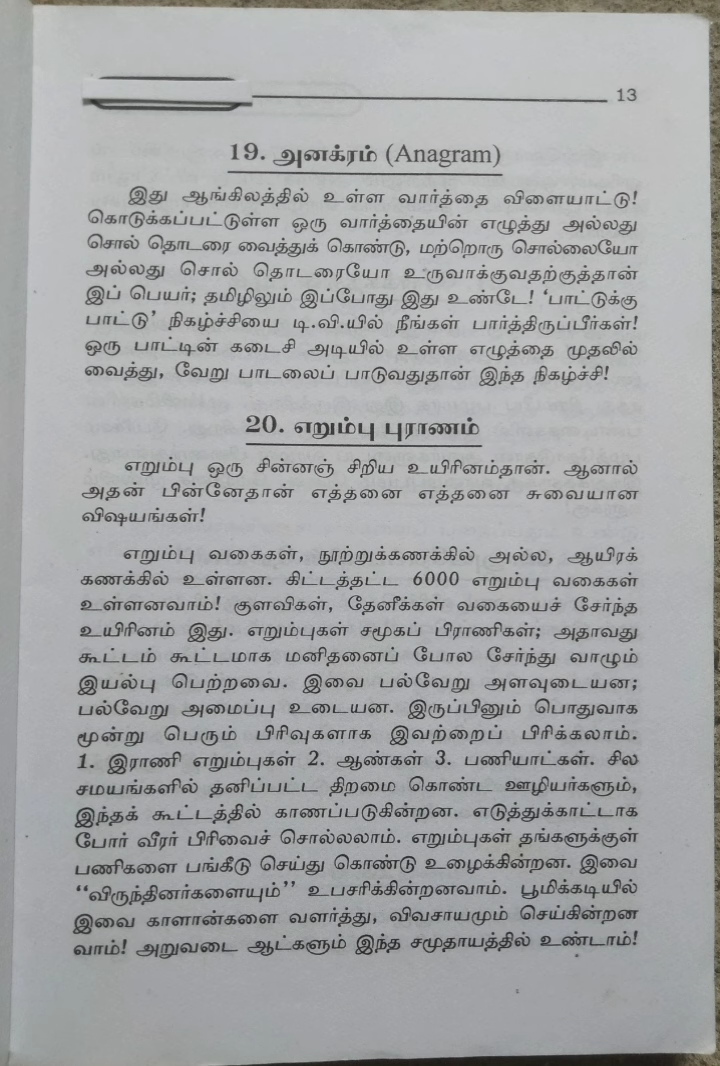 13
19. அனக்ரம் (Anagram)
இது ஆங்கிலத்தில் உள்ள வார்த்தை விளையாட்டு!
கொடுக்கப்பட்டுள்ள ஒரு வார்த்தையின் எழுத்து அல்லது
சொல் தொடரை வைத்துக் கொண்டு, மற்றொரு சொல்லையோ
அல்லது சொல் தொடரையோ உருவாக்குவதற்குத்தான்
இப் பெயர்; தமிழிலும் இப்போது இது உண்டே! ‘பாட்டுக்கு
பாட்டு’ நிகழ்ச்சியை டி.வி.யில் நீங்கள் பார்த்திருப்பீர்கள்!
ஒரு பாட்டின் கடைசி அடியில் உள்ள எழுத்தை முதலில்
வைத்து, வேறு பாடலைப் பாடுவதுதான் இந்த நிகழ்ச்சி!
20. எறும்பு புராணம்
எறும்பு ஒரு சின்னஞ் சிறிய உயிரினம்தான். ஆனால்
அதன் பின்னேதான் எத்தனை எத்தனை சுவையான
விஷயங்கள்!
எறும்பு வகைகள், நூற்றுக்கணக்கில் அல்ல, ஆயிரக்
கணக்கில் உள்ளன. கிட்டத்தட்ட 6000 எறும்பு வகைகள்
உள்ளனவாம்! குளவிகள், தேனீக்கள் வகையைச் சேர்ந்த
உயிரினம் இது. எறும்புகள் சமூகப் பிராணிகள்; அதாவது
கூட்டம் கூட்டமாக மனிதனைப் போல சேர்ந்து வாழும்
இயல்பு பெற்றவை. இவை பல்வேறு அளவுடையன;
பல்வேறு அமைப்பு உடையன. இருப்பினும் பொதுவாக
மூன்று பெரும் பிரிவுகளாக இவற்றைப் பிரிக்கலாம்.
1. இராணி எறும்புகள் 2. ஆண்கள் 3. பணியாட்கள். சில
சமயங்களில் தனிப்பட்ட திறமை கொண்ட ஊழியர்களும்,
இந்தக் கூட்டத்தில் காணப்படுகின்றன. எடுத்துக்காட்டாக
போர் வீரர் பிரிவைச் சொல்லலாம். எறும்புகள் தங்களுக்குள்
பணிகளை பங்கீடு செய்து கொண்டு உழைக்கின்றன. இவை
“விருந்தினர்களையும்” உபசரிக்கின்றனவாம். பூமிக்கடியில்
இவை காளான்களை வளர்த்து, விவசாயமும் செய்கின்றன
வாம்! அறுவடை ஆட்களும் இந்த சமுதாயத்தில் உண்டாம்!